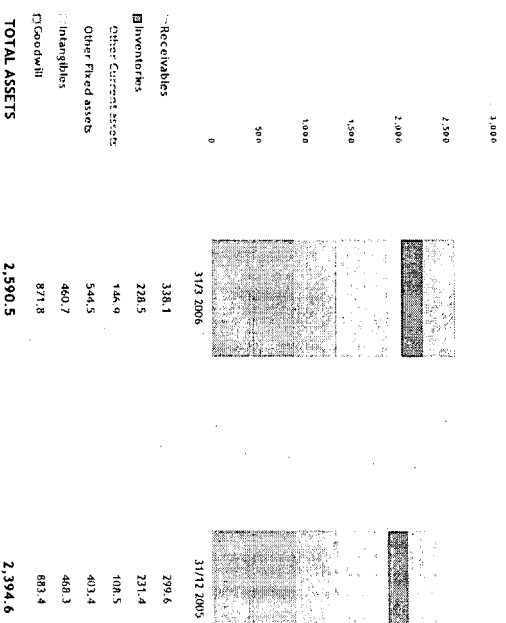 3,000
2,500
2,000
1,500
1,000
500
0
31/3 2006 31/12 2005
Receivables 338.1 299.6
Inventories 228.5 231.4
Other Current assets 146.9 108.5
Other Fixed assets 544.5 403.4
Intangibles 460.7 468.3
Goodwill 871.8 883.4
TOTAL ASSETS 2,590.5 2,394.6